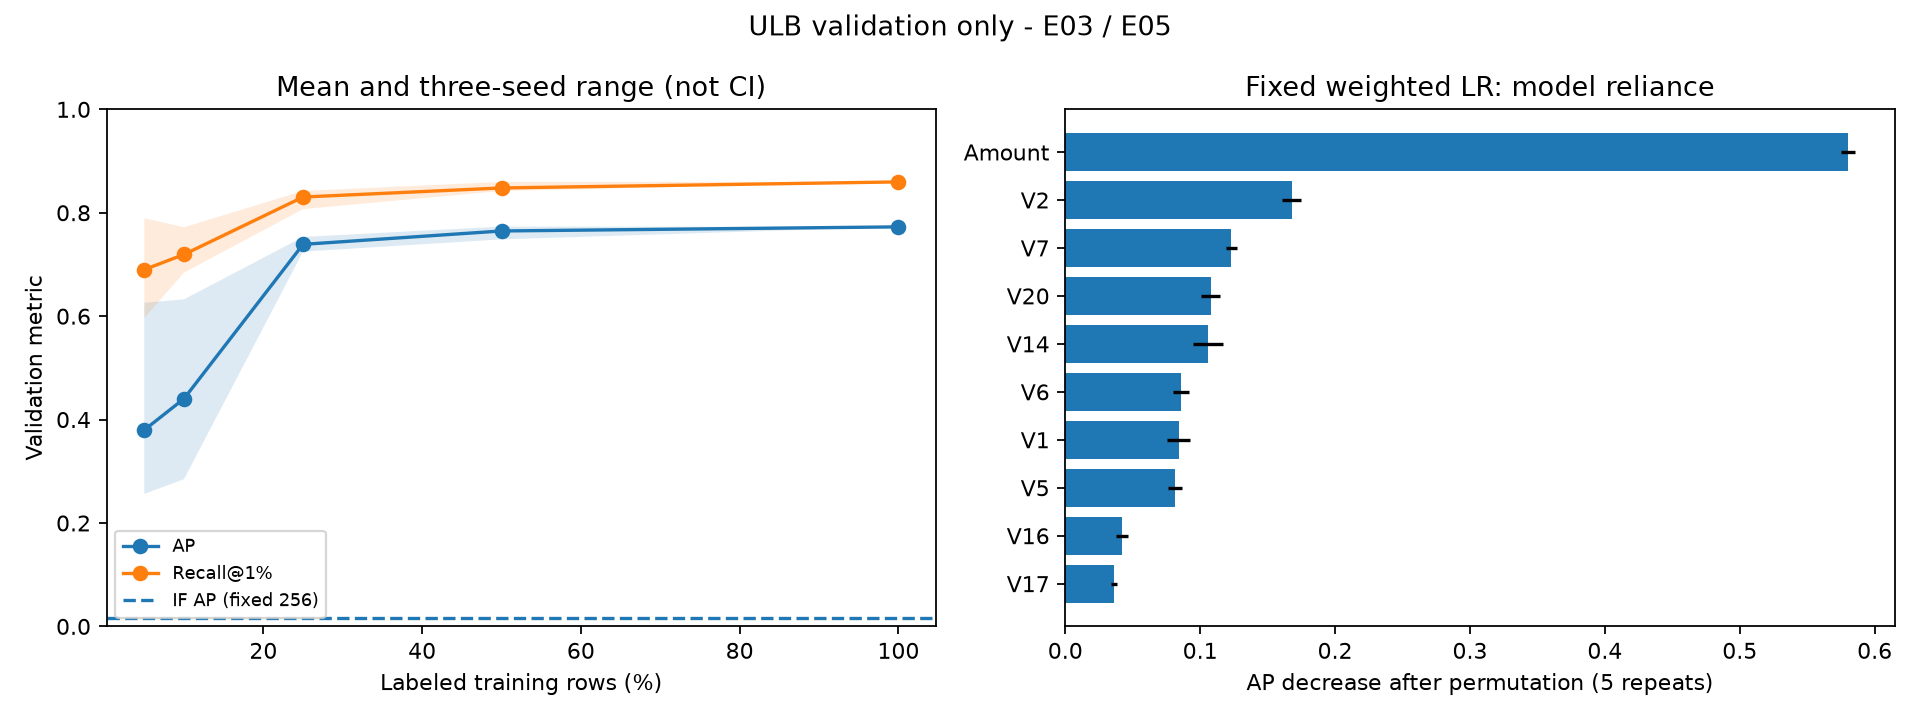 ULB validation only - E03 / E05
Mean and three-seed range (not CI)
Validation metric
1.0
0.8
0.6
0.4
0.2
0.0
AP
Recall@1%
IF AP (fixed 256)
20 40 60 80 100
Labeled training rows (%)
Fixed weighted LR: model reliance
Amount
V2
V7
V20
V14
V6
V1
V5
V16
V17
0.0 0.1 0.2 0.3 0.4 0.5 0.6
AP decrease after permutation (5 repeats)